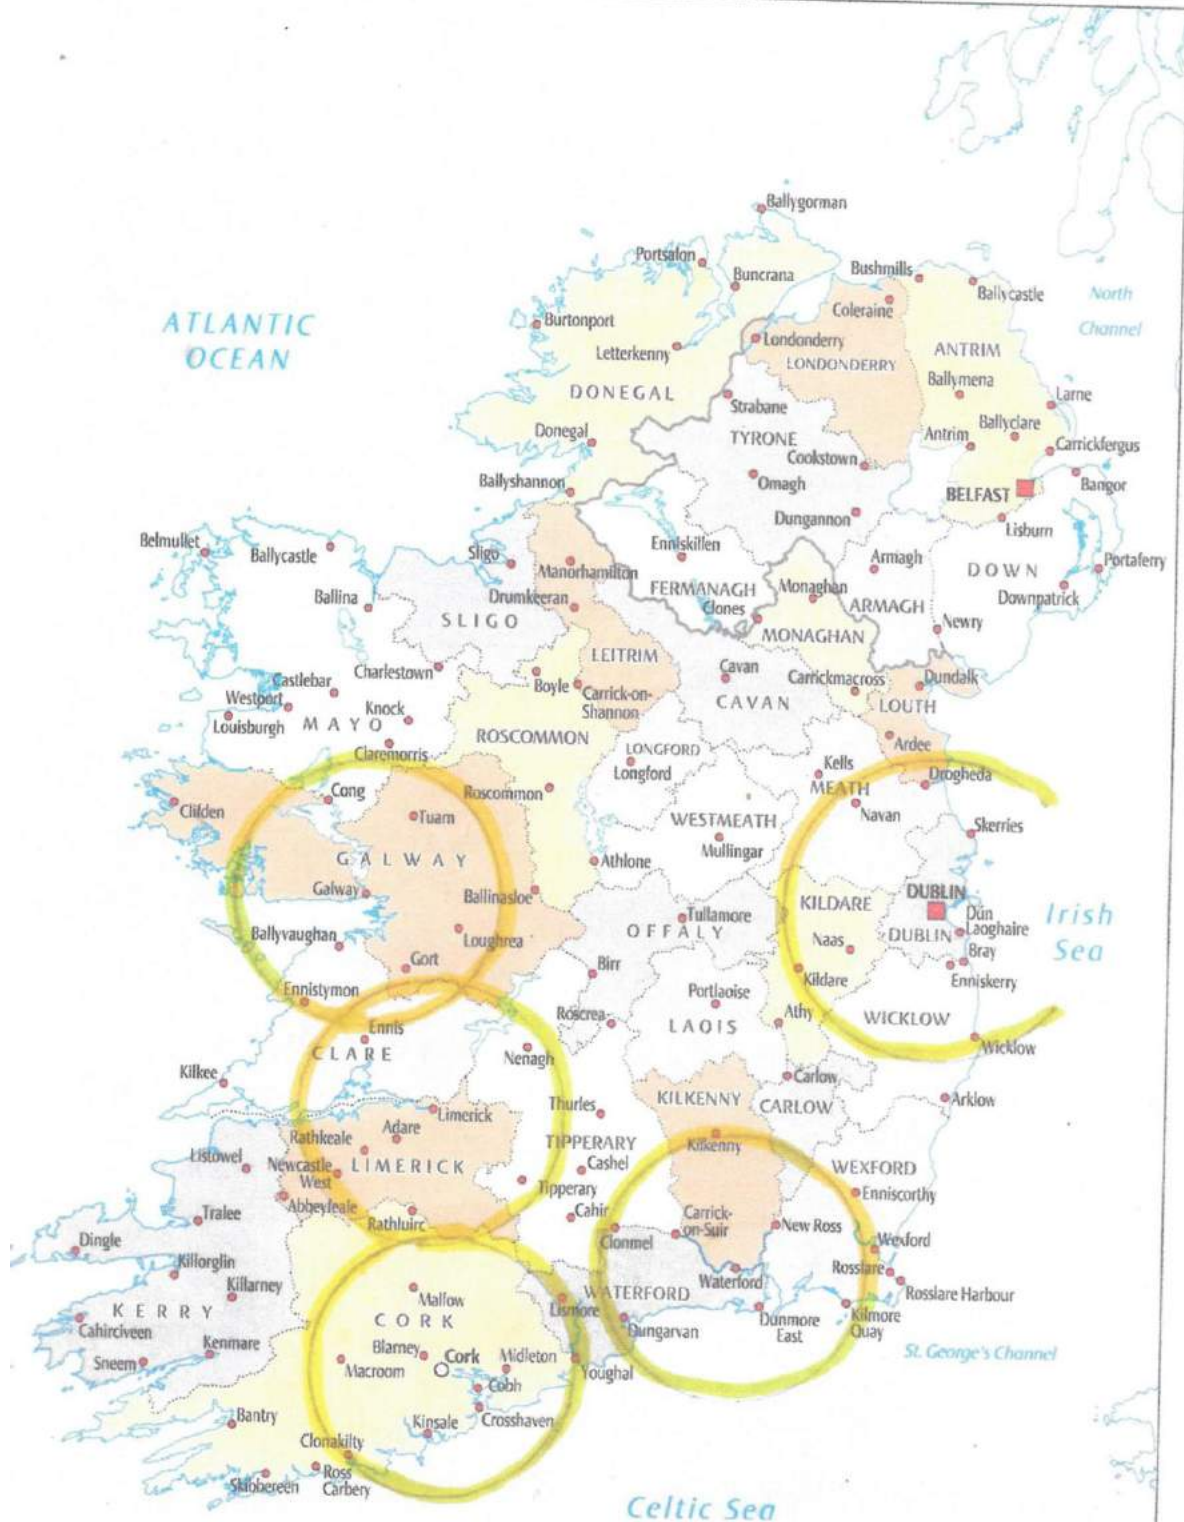 Ballygorman
Portsalon
Buncrana
Bushmills
Ballycastle
North
Channel
Coleraine
ATLANTIC
OCEAN
Burtonport
Londonderry
Letterkenny
LONDONDERRY
ANTRIM
DONEGAL
Ballymena
Larne
Strabane
Donegal
TYRONE
Ballyclare
Antrim
Carrickfergus
Cookstown
Ballyshannon
Omagh
BELFAST
Bangor
Dungannon
Lisburn
Belmullet
Ballycastle
Sligo
Enniskillen
Armagh
Portaferry
Manorhamilton
DOWN
FERMANAGH
Monaghan
Ballina
Drumkeeran
Clones
ARMAGH
Downpatrick
SLIGO
MONAGHAN
Newry
LEITRIM
Charlestown
Cavan
Carrickmacross
Dundalk
Castlebar
Boyle
Carrick-on-
Shannon
CAVAN
LOUTH
Westport
Louisburgh
MAYO
Knock
ROSCOMMON
Ardee
Claremorris
LONGFORD
Longford
Kells
Drogheda
Cong
Roscommon
MEATH
Navan
Clifden
Tuam
WESTMEATH
Mullingar
Skerries
GALWAY
Athlone
Galway
Ballinasloe
KILDARE
DUBLIN
Dún
Laoghaire
Irish
Sea
Tullamore
OFFALY
DUBLIN
Ballyvaughan
Loughrea
Naas
Bray
Gort
Birr
Kildare
Enniskerry
Ennistymon
Portlaoise
Roscrea
LAOIS
Athy
WICKLOW
Ennis
CLARE
Nenagh
Wicklow
Kilkee
Carlow
KILKENNY
CARLOW
Arklow
Limerick
Thurles
Adare
Rathkeale
TIPPERARY
Kilkenny
Listowel
Newcastle
West
LIMERICK
Cashel
WEXFORD
Tipperary
Enniscorthy
Abbeyfeale
Rathluirc
Cahir
Tralee
Carrick-
on-Suir
New Ross
Dingle
Clonmel
Wexford
Killorglin
Rosslare
Killarney
Waterford
Rosslare Harbour
Mallow
Lismore
WATERFORD
KERRY
CORK
Dunmore
East
Kilmore
Quay
Cahirciveen
Dungarvan
Kenmare
Blarney
Cork
Midleton
St. George's Channel
Sneem
Macroom
Youghal
Cobh
Bantry
Kinsale
Crosshaven
Clonakilty
Skibbereen
Ross
Carbery
Celtic Sea